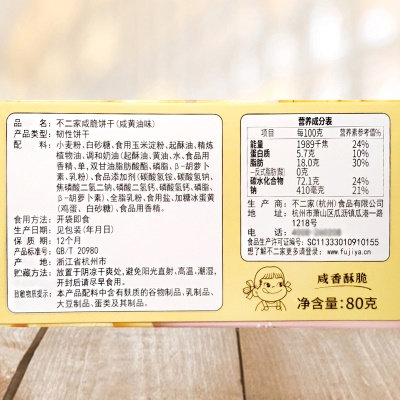 品 名：不二家咸脆饼干(咸黄油味)
产品类型：韧性饼干
配 料：小麦粉，白砂糖，食用玉米淀粉，起酥油，精炼
植物油，调和奶油(起酥油，黄油，水，食品用
香精，单，双甘油脂肪酸酯，磷脂，β-胡萝卜
素)，食品添加剂(碳酸氢铵，碳酸氢钠，
焦磷酸二氢二钠，磷酸二氢钙，磷酸氢钙，磷脂，
β-胡萝卜素)，全脂乳粉，食用盐，加糖冰蛋黄
(鸡蛋，白砂糖)，食品用香精。
食用方法：开袋即食
生产日期：见包装(年月日)
保 质 期：12个月
产品标准号：GB/T 20980
产 地：浙江省杭州市
贮藏方法：放置于阴凉干爽处，避免阳光直射，高温，潮湿，
开封后请尽早食用。
致敏物质提示：本产品配料中含有麸质的谷物制品，乳制品，
大豆制品，蛋类及其制品。
营养成分表
项目 每100克 营养素参考值%
能量 1989千焦 24%
蛋白质 5.7克 10%
脂肪 18.0克 30%
-反式脂肪(酸) 0克
碳水化合物 72.1克 24%
钠 410毫克 21%
生 产 商：不二家(杭州)食品有限公司
地 址：杭州市萧山区瓜沥镇瓜港一路
1218号
电 话：
食品生产许可证编号：SC11333010910155
想了解不二家更多请登陆：www.fujiya.cn
咸香酥脆
净含量：80克